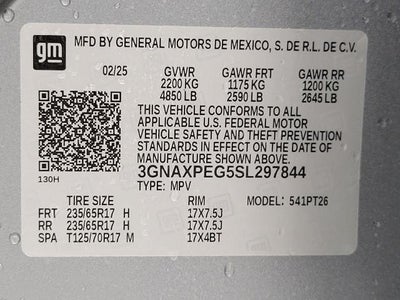 gm
MFD BY GENERAL MOTORS DE MEXICO, S. DE R.L. DE C.V.
02/25 GVWR GAWR FRT GAWR RR
2200 KG 1175 KG 1200 KG
4850 LB 2590 LB 2645 LB
THIS VEHICLE CONFORMS TO ALL
APPLICABLE U.S. FEDERAL MOTOR
VEHICLE SAFETY AND THEFT PREVENTION
STANDARDS IN EFFECT ON THE DATE OF
MANUFACTURE SHOWN ABOVE.
3GNAXPEG5SL297844
130H TYPE: MPV
TIRE SIZE RIM MODEL: 541PT26
FRT 235/65R17 H 17X7.5J
RR 235/65R17 H 17X7.5J
SPA T125/70R17 M 17X4BT